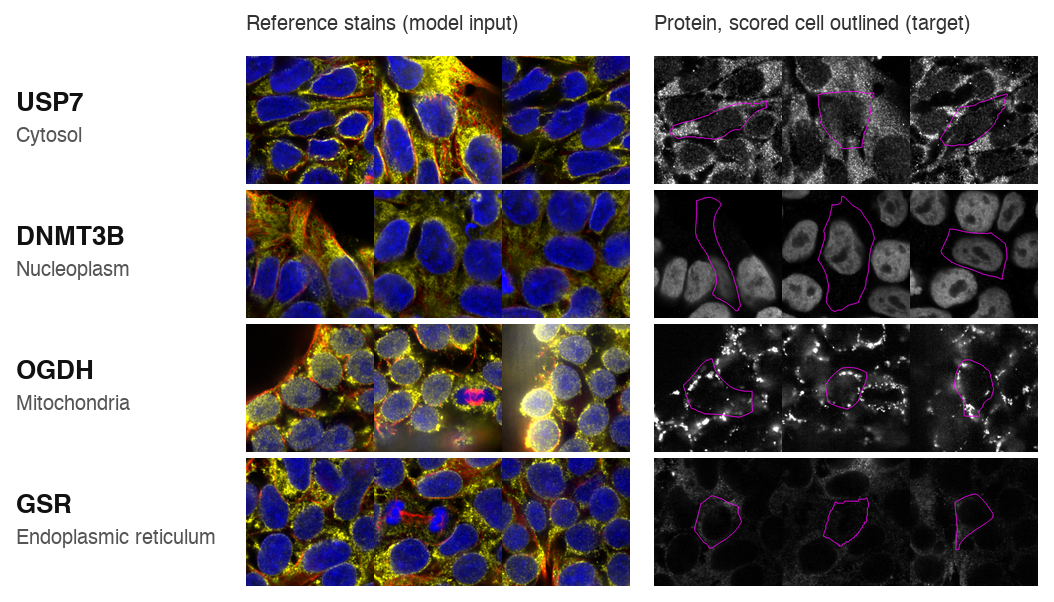 Reference stains (model input)
Protein, scored cell outlined (target)
USP7
Cytosol
DNMT3B
Nucleoplasm
OGDH
Mitochondria
GSR
Endoplasmic reticulum